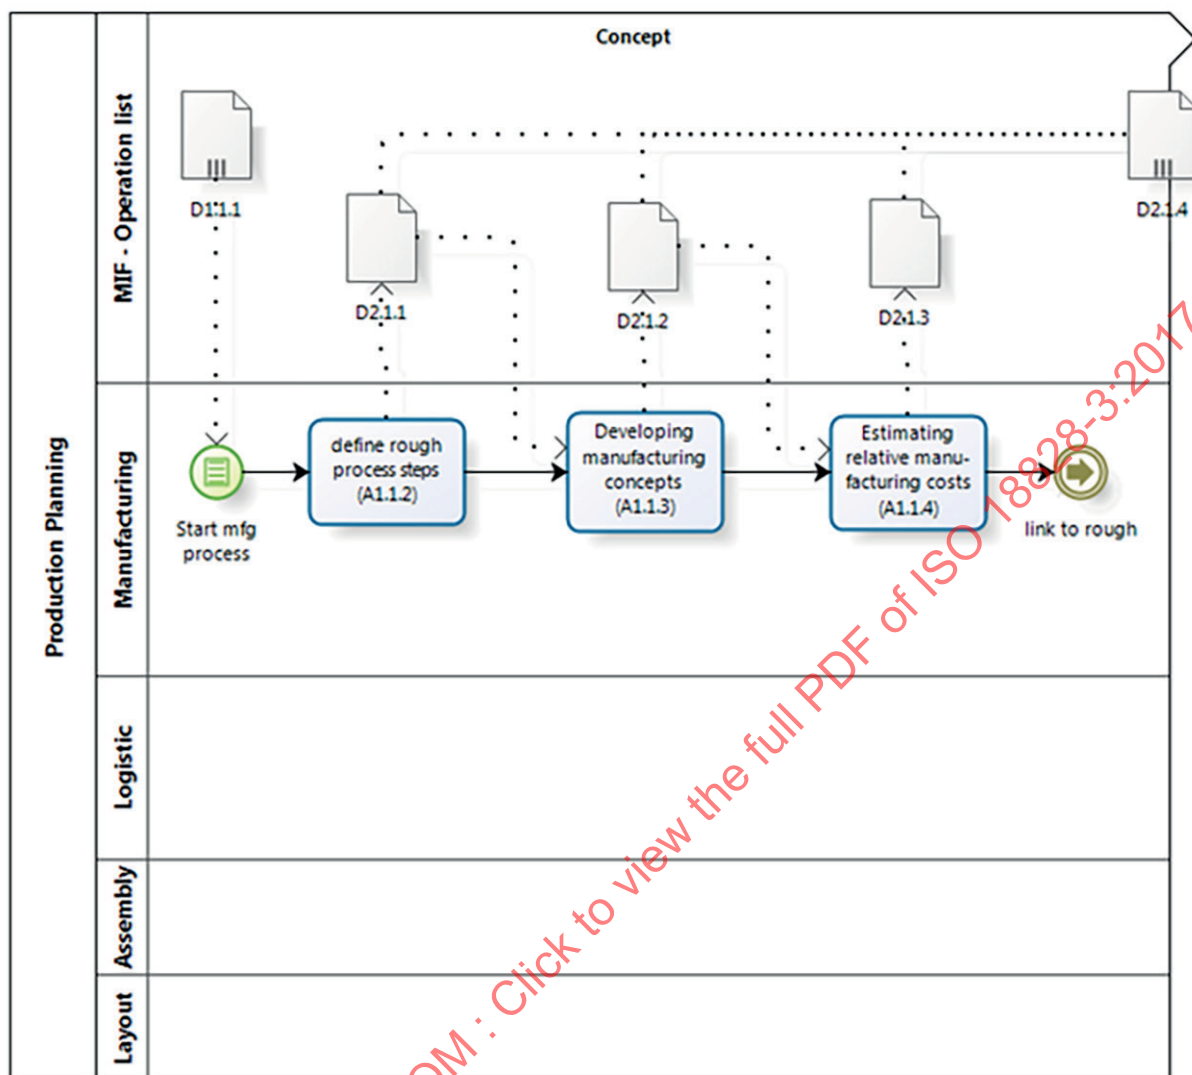 Concept
Production Planning
MIF - Operation list
D1.1.1
D2.1.1
D2.1.2
D2.1.3
D2.1.4
Manufacturing
Start mfg
process
define rough
process steps
(A1.1.2)
Developing
manufacturing
concepts
(A1.1.3)
Estimating
relative manu-
facturing costs
(A1.1.4)
link to rough
Logistic
Assembly
Layout
OM : Click to view the full PDF of ISO 18828-3:2017